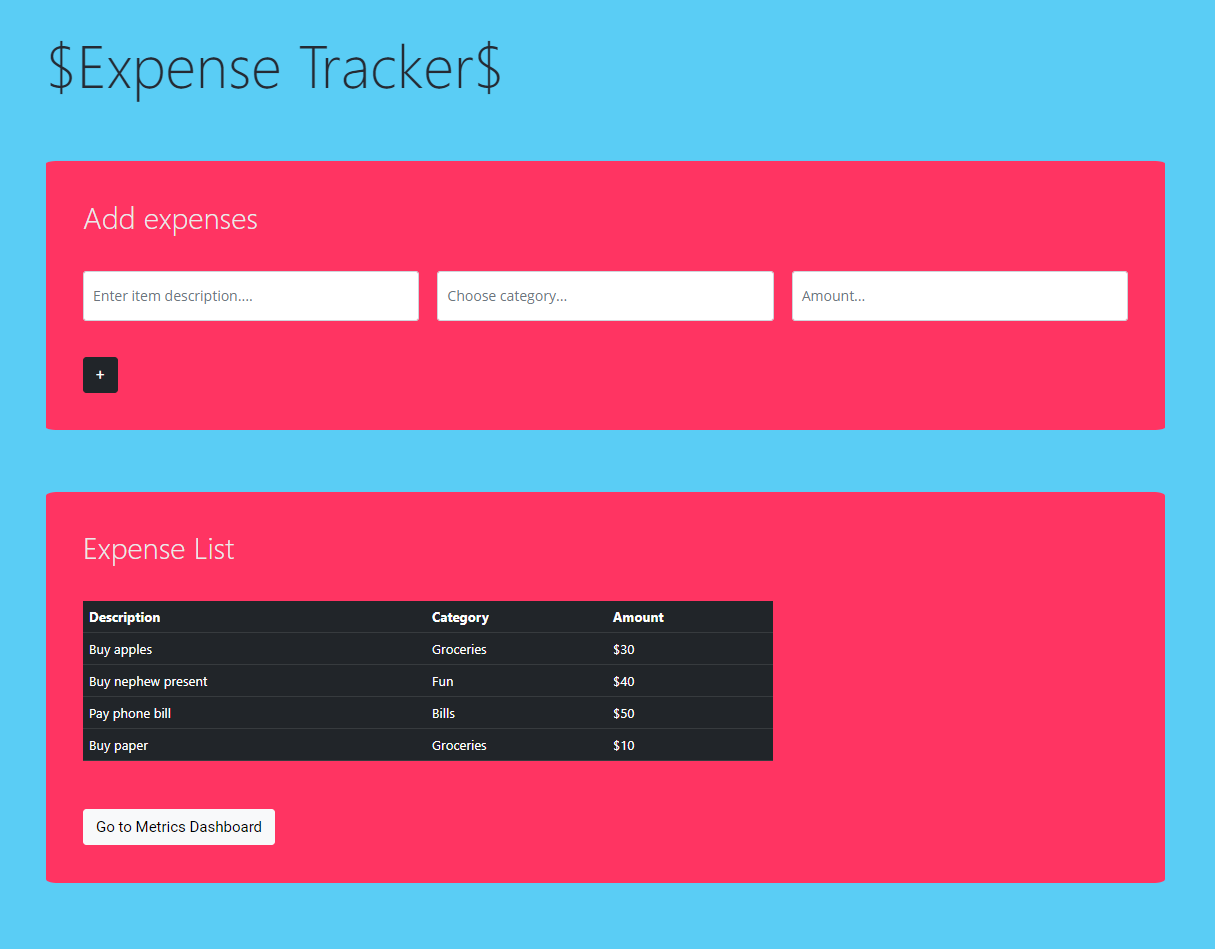 $Expense Tracker$
Add expenses
Enter item description....
Choose category...
Amount...
+
Expense List
Description Category Amount
Buy apples Groceries $30
Buy nephew present Fun $40
Pay phone bill Bills $50
Buy paper Groceries $10
Go to Metrics Dashboard